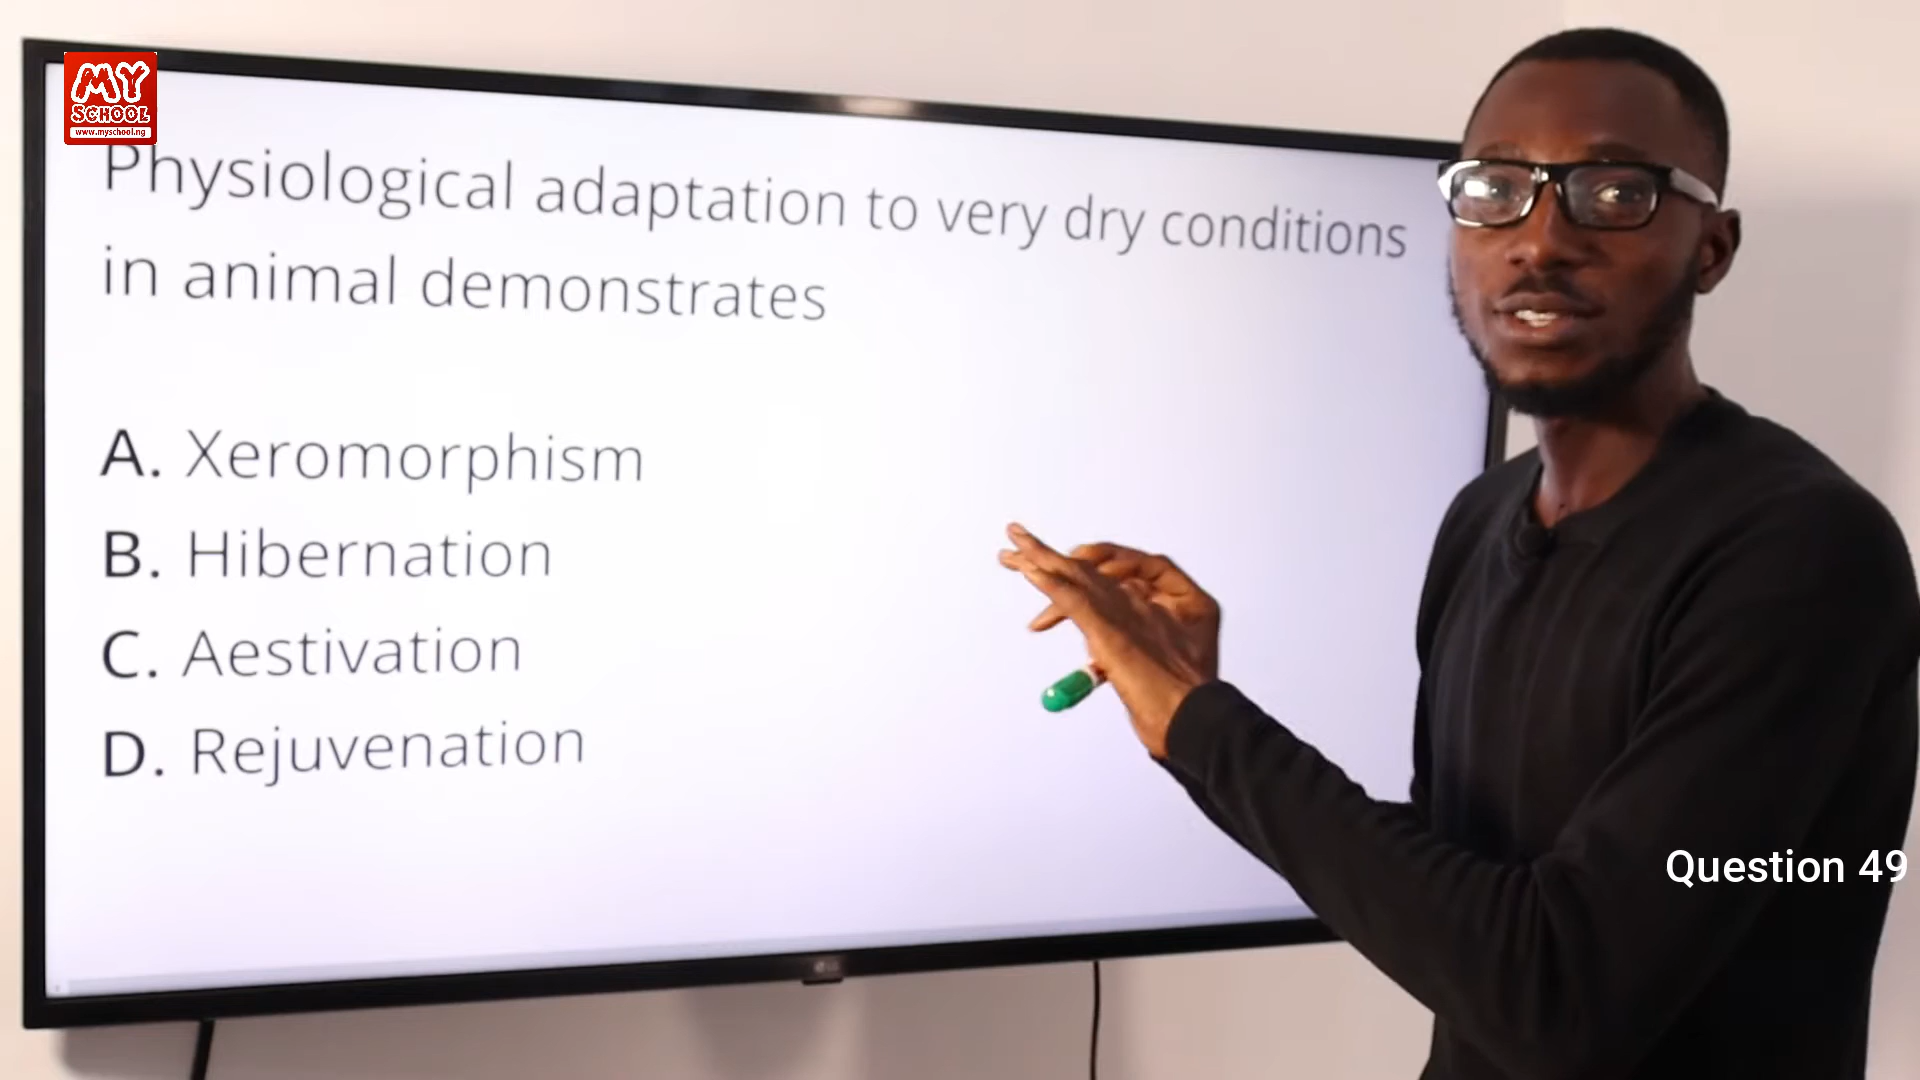 MY
SCHOOL
www.myschool.ng
Physiological adaptation to very dry conditions
in animal demonstrates
A. Xeromorphism
B. Hibernation
C. Aestivation
D. Rejuvenation
Question 49